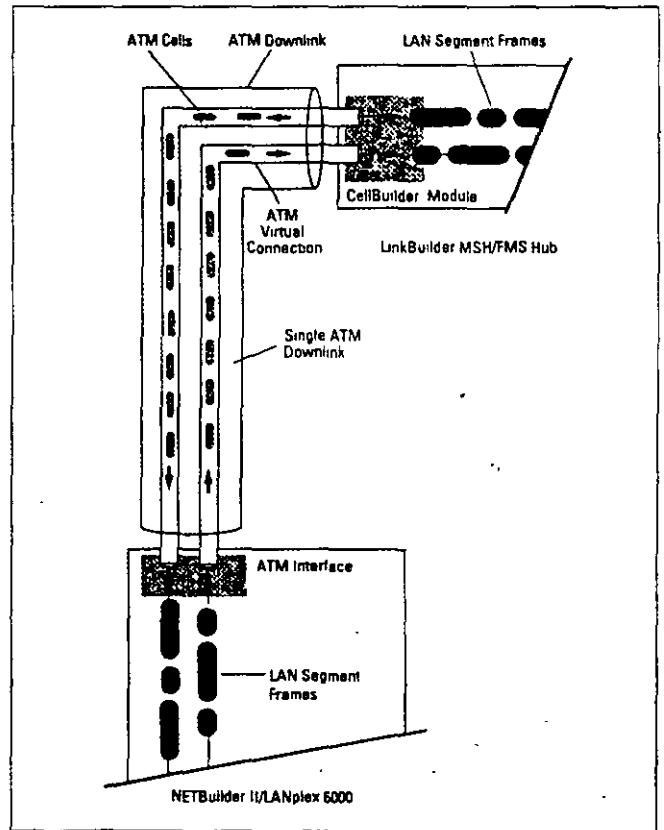 ATM Cells
ATM Downlink
LAN Segment Frames
CellBuilder Module
ATM
Virtual
Connection
LinkBuilder MSH/FMS Hub
Single ATM
Downlink
ATM Interface
LAN Segment
Frames
NETBuilder II/LANplex 6000